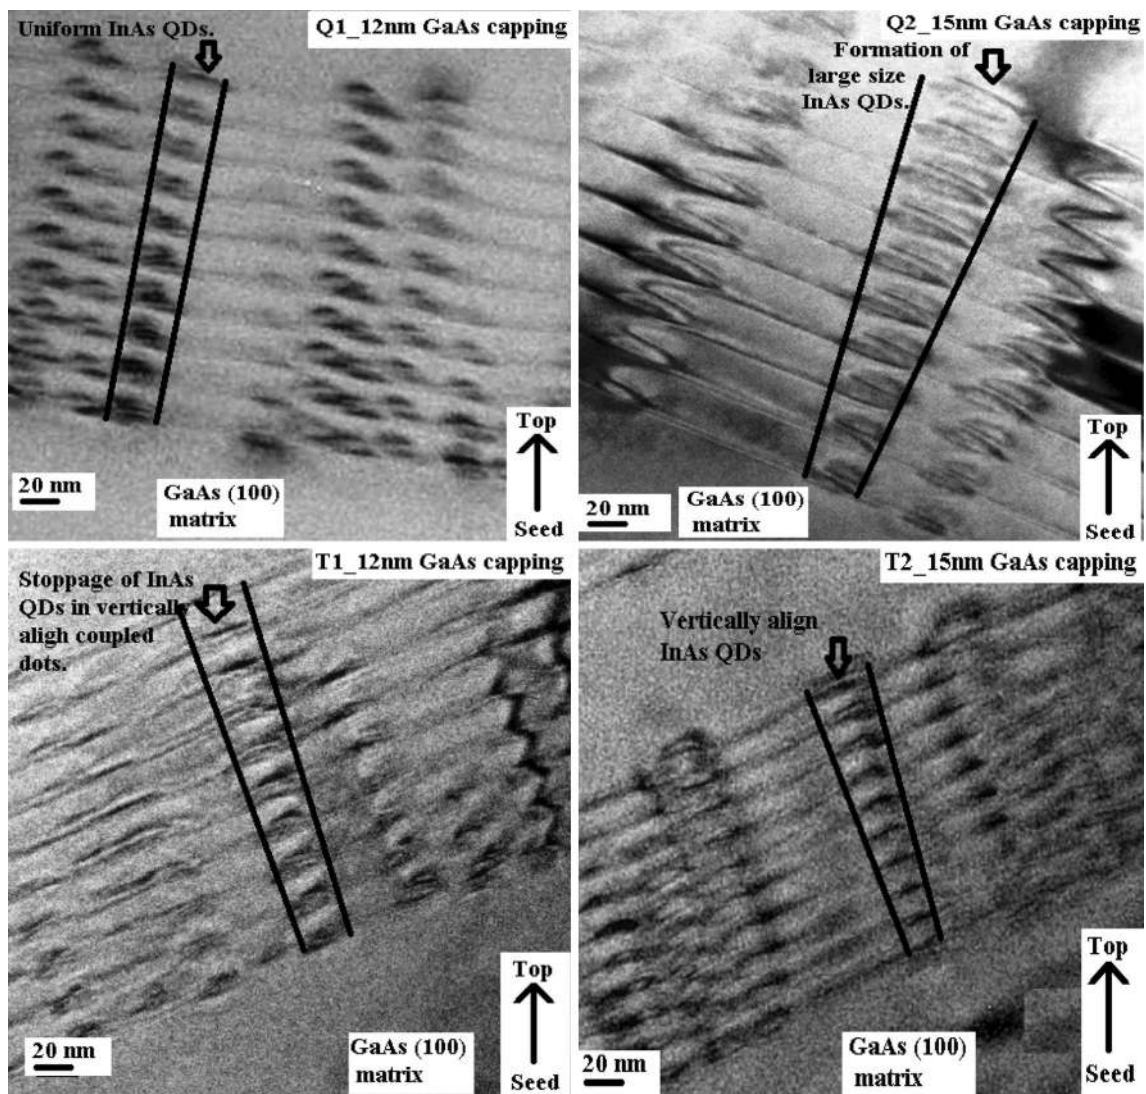 Uniform InAs QDs.
Q1_12nm GaAs capping
Top
Seed
20 nm
GaAs (100)
matrix
Q2_15nm GaAs capping
Formation of
large size
InAs QDs.
Top
Seed
20 nm
GaAs (100)
matrix
T1_12nm GaAs capping
Stoppage of InAs
QDs in vertically
aligh coupled
dots.
Top
Seed
20 nm
GaAs (100)
matrix
T2_15nm GaAs capping
Vertically align
InAs QDs
Top
Seed
20 nm
GaAs (100)
matrix